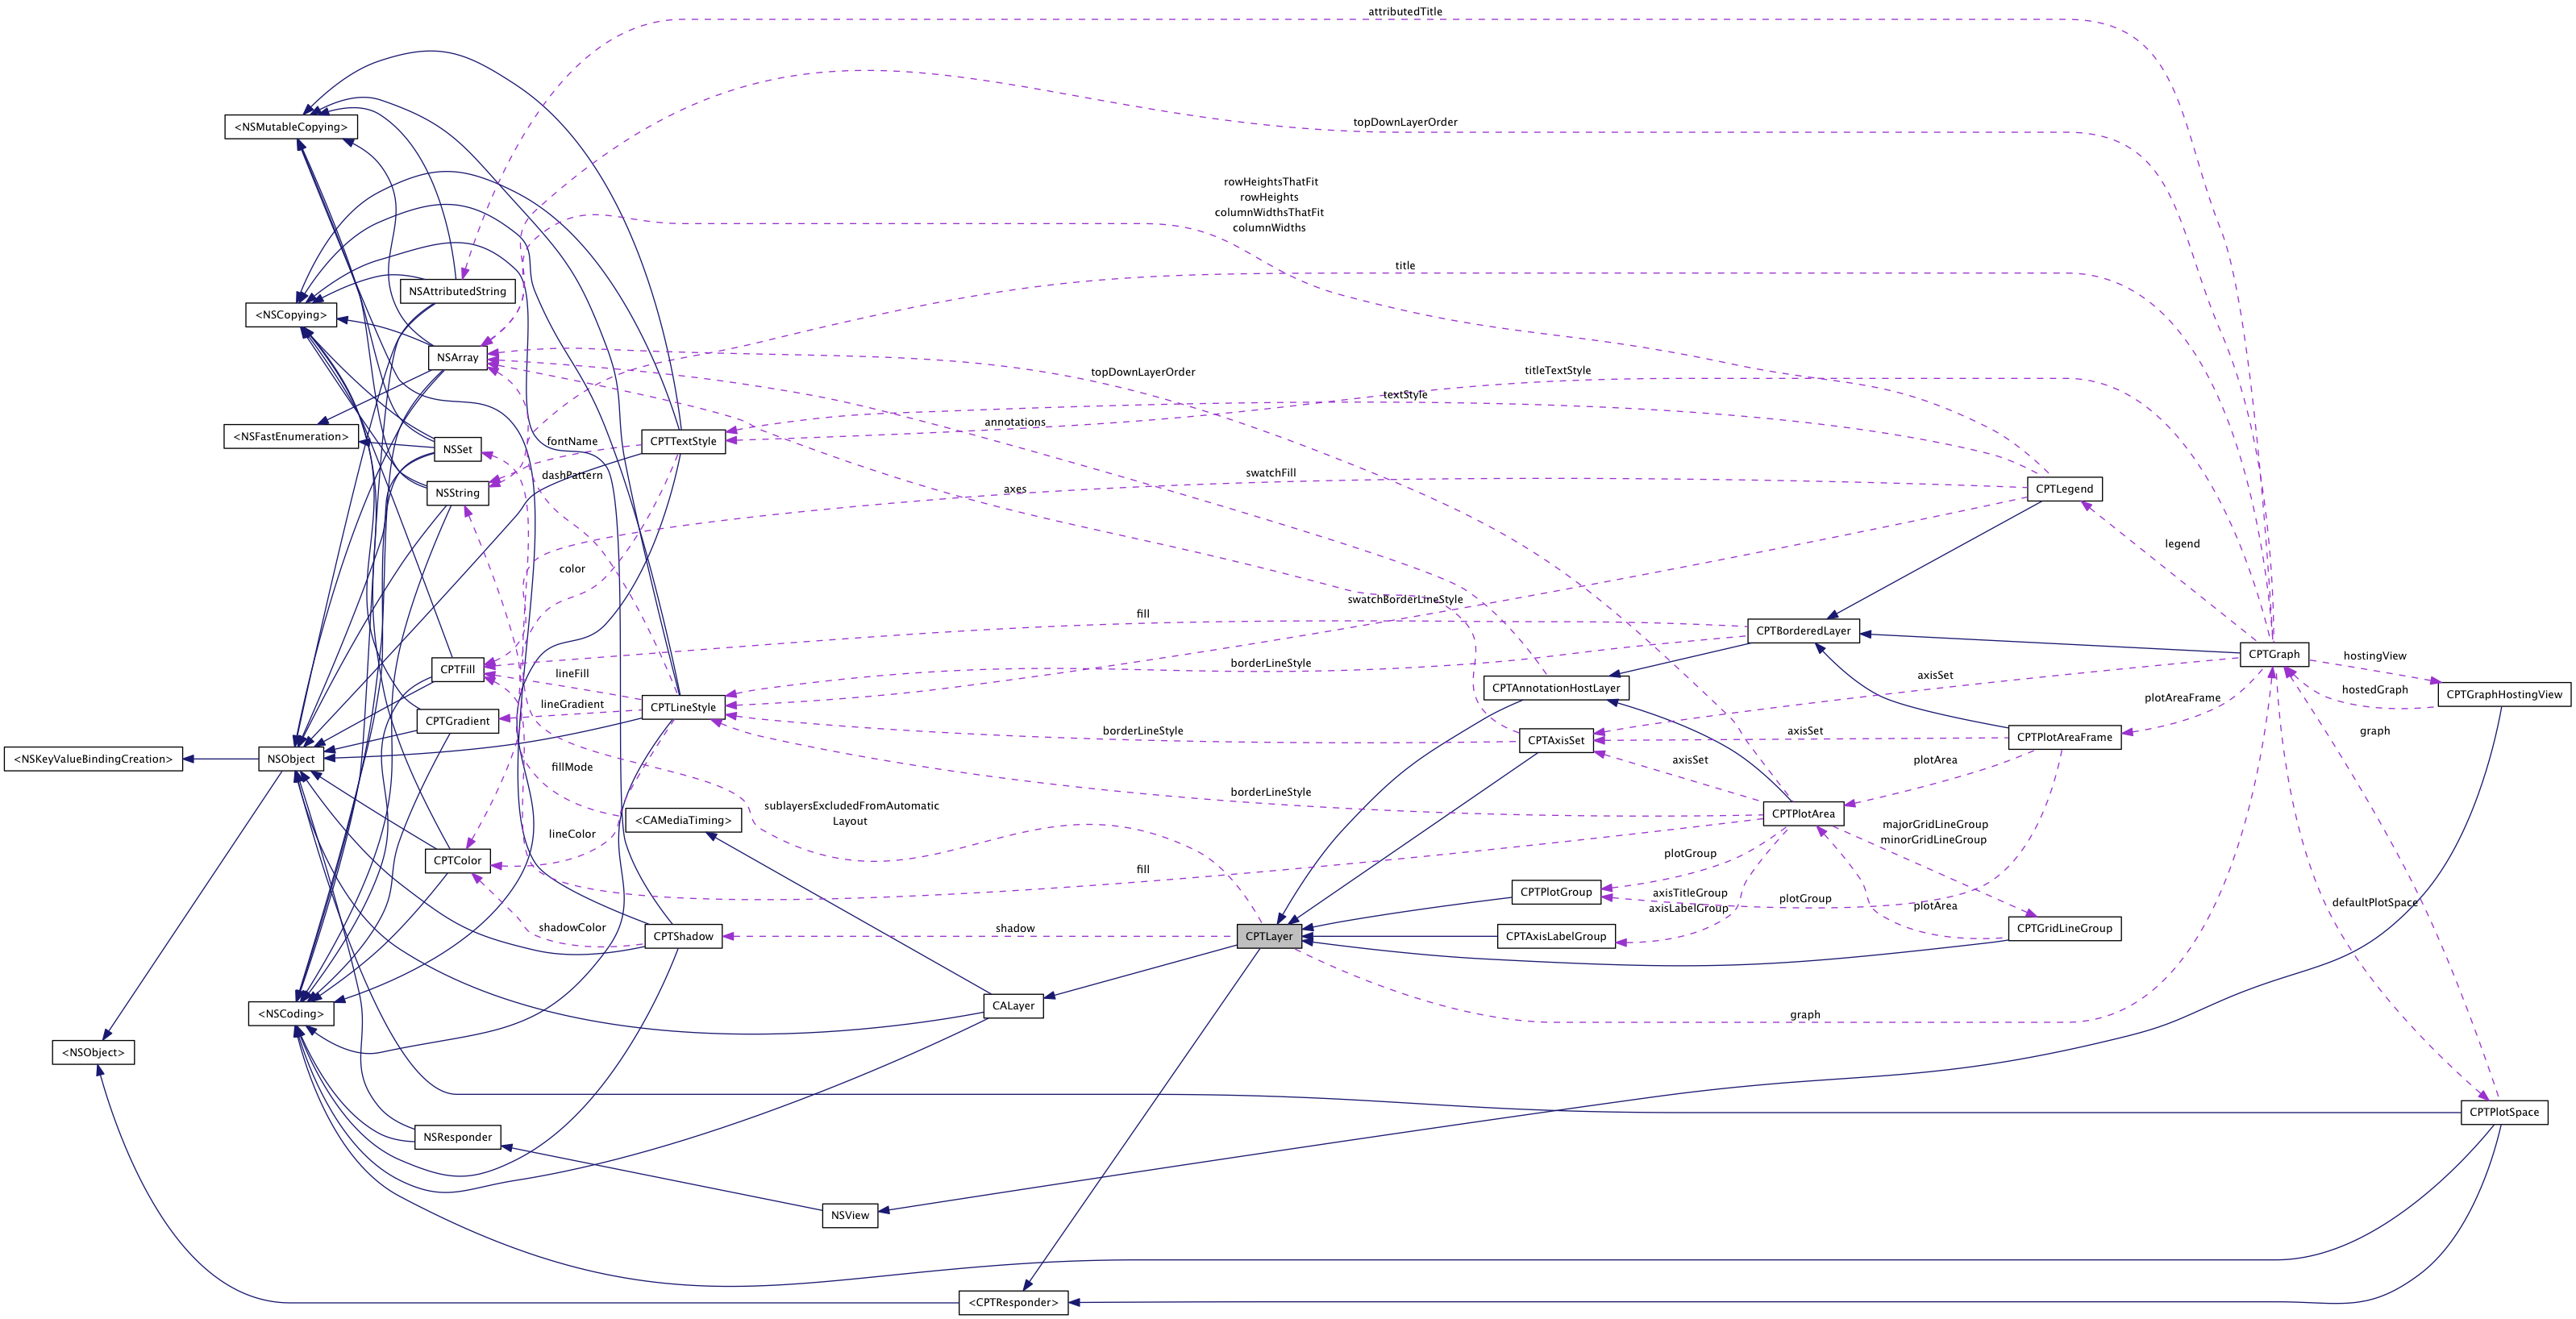 attributedTitle
topDownLayerOrder
<NSMutableCopying>
rowHeightsThatFit
rowHeights
columnWidthsThatFit
columnWidths
title
NSAttributedString
<NSCopying>
NSArray
topDownLayerOrder
titleTextStyle
textStyle
annotations
<NSFastEnumeration>
NSSet
fontName
CPTTextStyle
dashPattern
swatchFill
axes
NSString
CPTLegend
legend
color
swatchBorderLineStyle
fill
CPTBorderedLayer
CPTGraph
hostingView
CPTFill
lineFill
borderLineStyle
axisSet
CPTAnnotationHostLayer
hostedGraph
CPTGraphHostingView
plotAreaFrame
lineGradient
CPTLineStyle
CPTGradient
borderLineStyle
CPTAxisSet
axisSet
CPTPlotAreaFrame
graph
<NSKeyValueBindingCreation>
NSObject
fillMode
axisSet
plotArea
borderLineStyle
sublayersExcludedFromAutomatic
Layout
<CAMediaTiming>
CPTPlotArea
lineColor
majorGridLineGroup
minorGridLineGroup
CPTColor
fill
plotGroup
CPTPlotGroup
axisTitleGroup
axisLabelGroup
plotGroup
plotArea
defaultPlotSpace
shadowColor
CPTShadow
shadow
CPTLayer
CPTAxisLabelGroup
CPTGridLineGroup
<NSCoding>
CALayer
graph
<NSObject>
CPTPlotSpace
NSResponder
NSView
<CPTResponder>